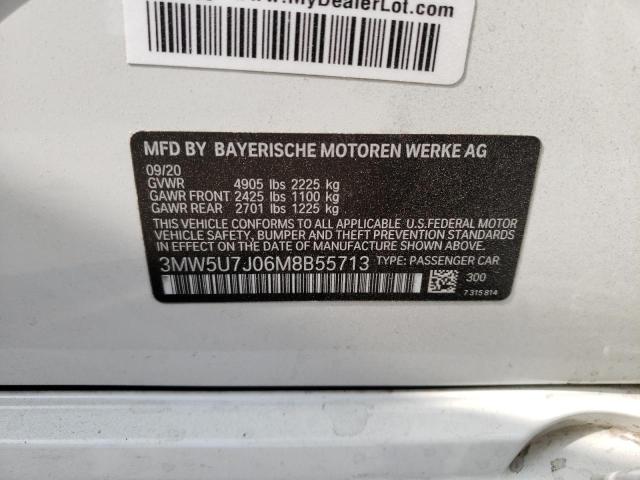 www.MyDealerLot.com
MFD BY BAYERISCHE MOTOREN WERKE AG
09/20
GVWR 4905 lbs 2225 kg
GAWR FRONT 2425 lbs 1100 kg
GAWR REAR 2701 lbs 1225 kg
THIS VEHICLE CONFORMS TO ALL APPLICABLE U.S.FEDERAL MOTOR
VEHICLE SAFETY, BUMPER AND THEFT PREVENTION STANDARDS
IN EFFECT ON THE DATE OF MANUFACTURE SHOWN ABOVE.
3MW5U7J06M8B55713 TYPE: PASSENGER CAR
300
7 315 814